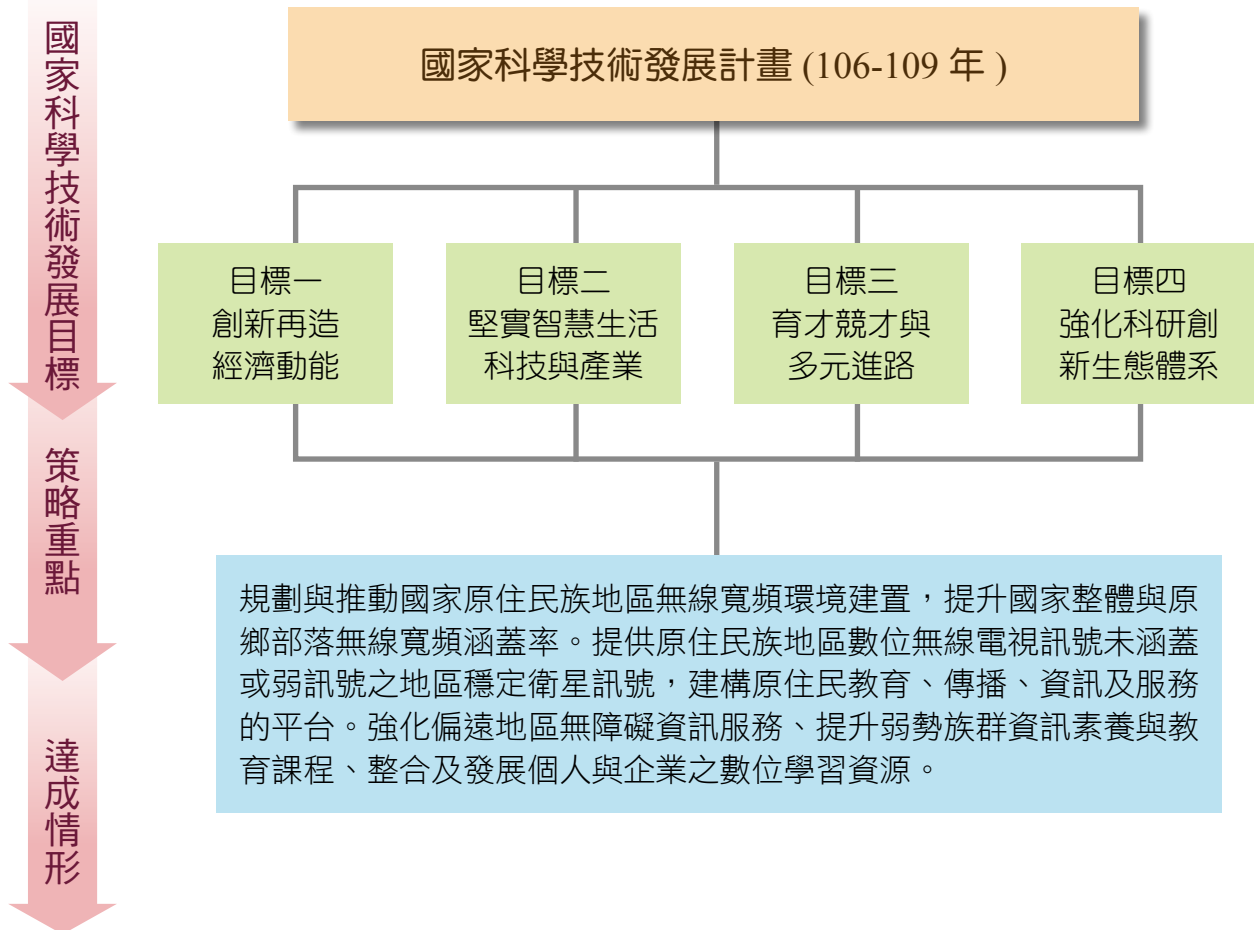 國家科學技術發展目標
策略重點
達成情形
國家科學技術發展計畫 (106-109 年 )
目標一
創新再造
經濟動能
目標二
堅實智慧生活
科技與產業
目標三
育才競才與
多元進路
目標四
強化科研創
新生態體系
規劃與推動國家原住民族地區無線寬頻環境建置，提升國家整體與原
鄉部落無線寬頻涵蓋率。提供原住民族地區數位無線電視訊號未涵蓋
或弱訊號之地區穩定衛星訊號，建構原住民教育、傳播、資訊及服務
的平台。強化偏遠地區無障礙資訊服務、提升弱勢族群資訊素養與教
育課程、整合及發展個人與企業之數位學習資源。